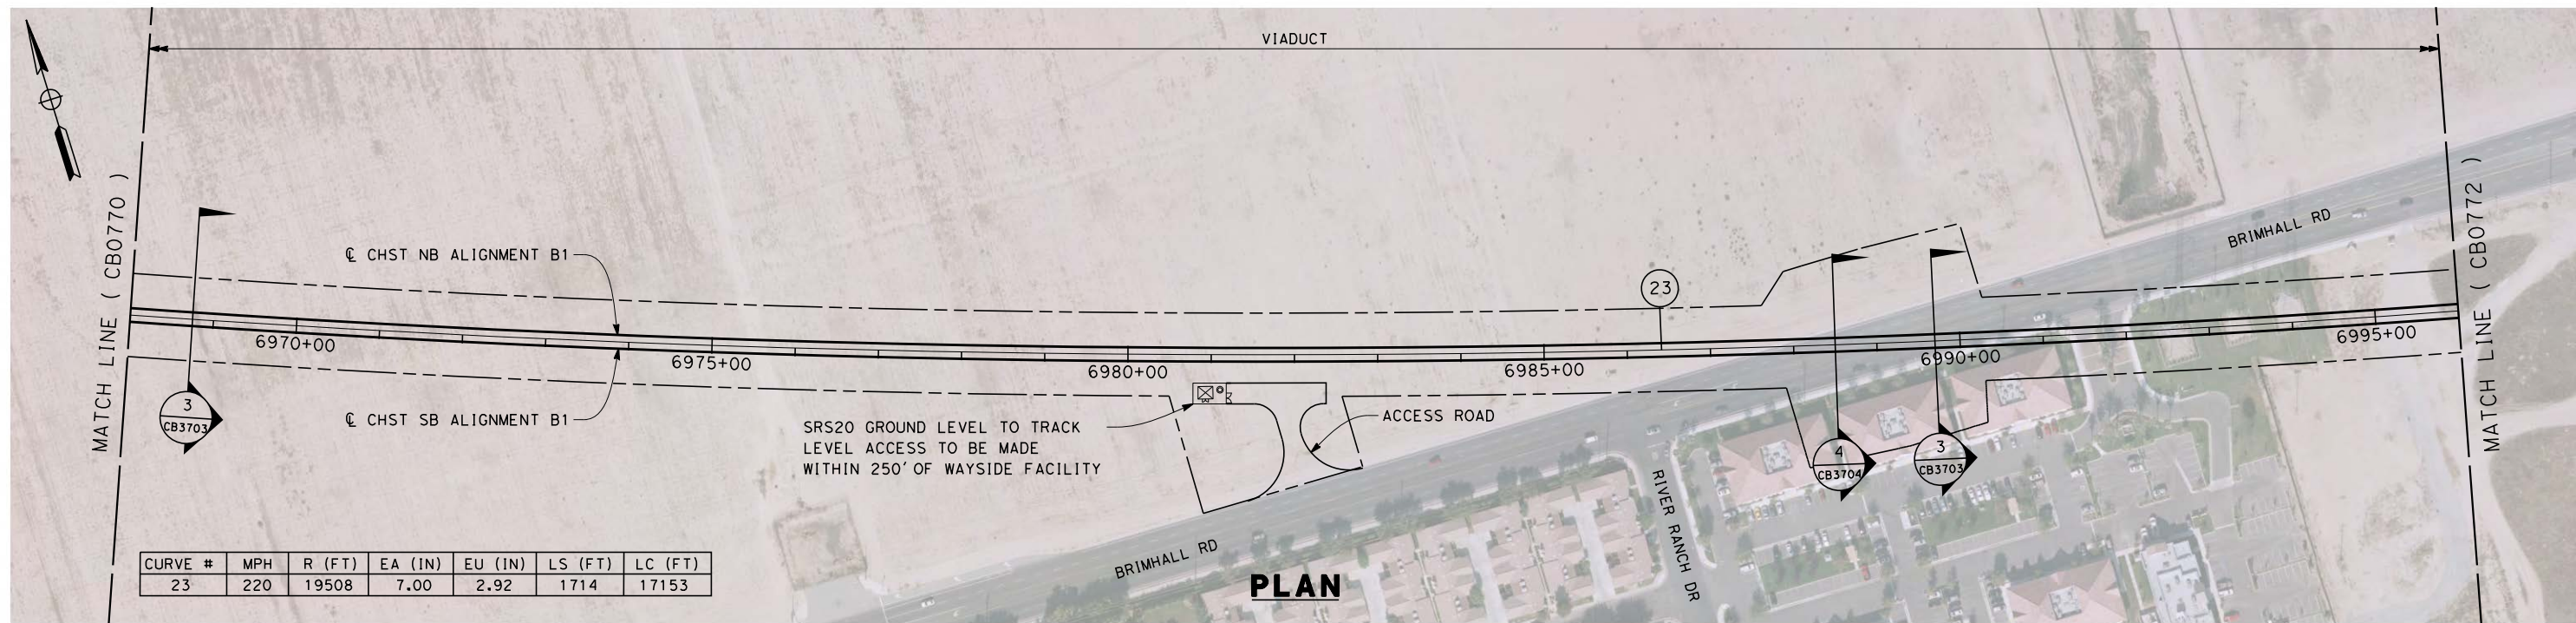 VIADUCT
MATCH LINE ( CB0770 )
℄ CHST NB ALIGNMENT B1
23
BRIMHALL RD
MATCH LINE ( CB0772 )
6970+00
6975+00
6980+00
6985+00
6990+00
6995+00
3
CB3703
℄ CHST SB ALIGNMENT B1
SRS20 GROUND LEVEL TO TRACK
LEVEL ACCESS TO BE MADE
WITHIN 250' OF WAYSIDE FACILITY
ACCESS ROAD
4
CB3704
3
CB3703
RIVER RANCH DR
BRIMHALL RD
CURVE # MPH R (FT) EA (IN) EU (IN) LS (FT) LC (FT)
23 220 19508 7.00 2.92 1714 17153
PLAN